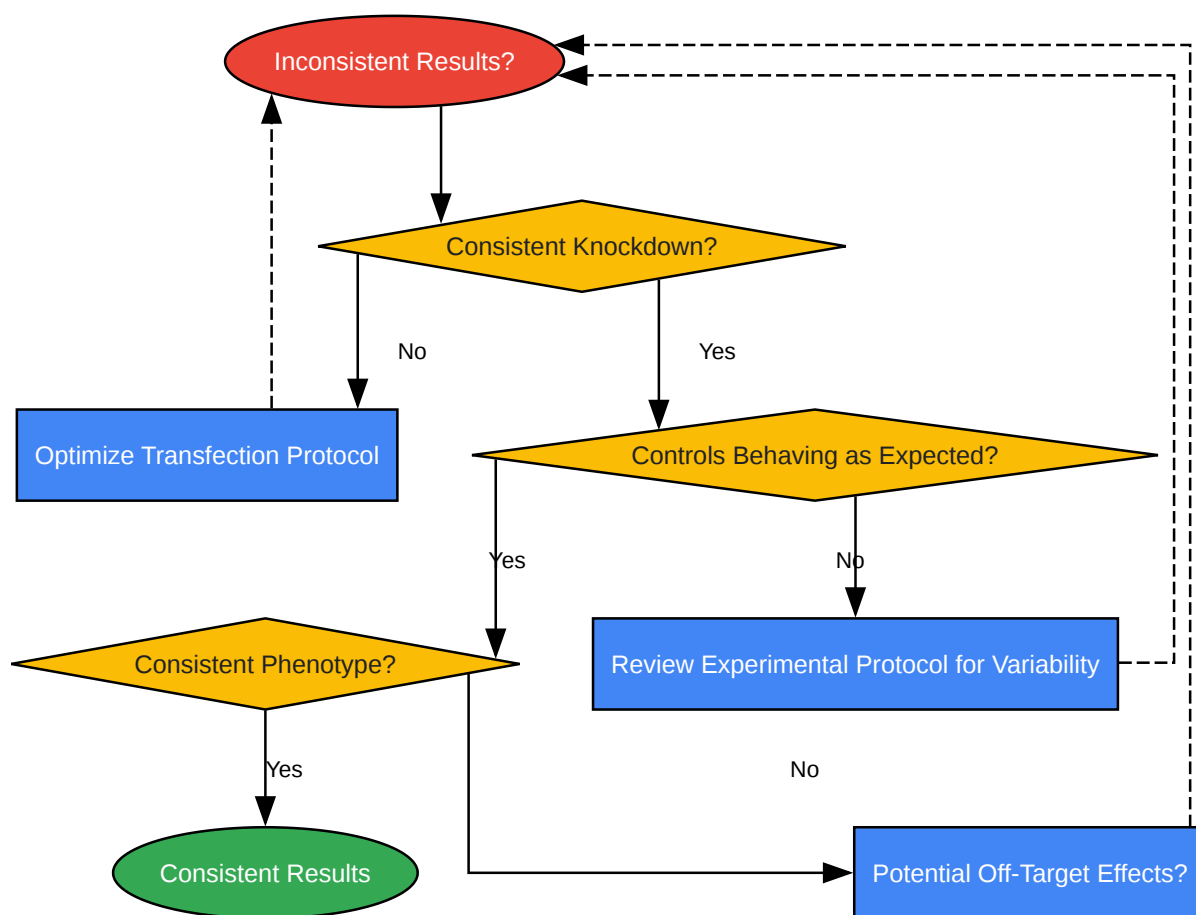 Inconsistent Results?
Consistent Knockdown?
No
Yes
Optimize Transfection Protocol
Controls Behaving as Expected?
Yes
No
Consistent Phenotype?
Review Experimental Protocol for Variability
Yes
No
Consistent Results
Potential Off-Target Effects?